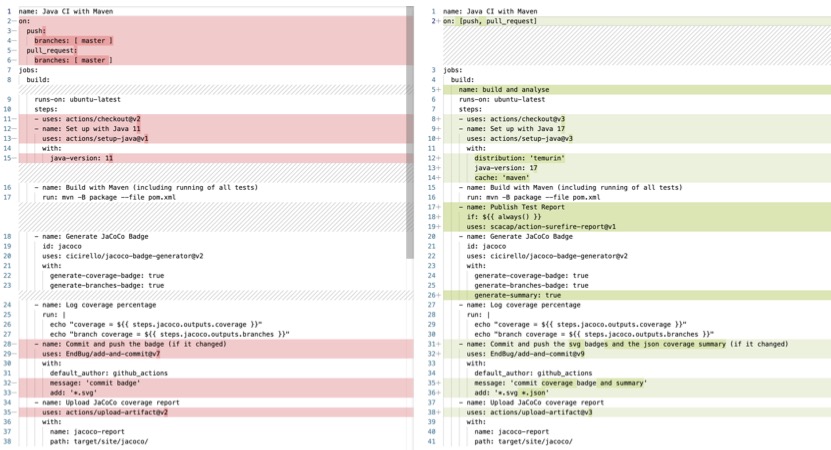 1 name: Java CI with Maven
2- on:
3- push:
4- branches: [ master ]
5- pull_request:
6- branches: [ master ]
7 jobs:
8 build:
9 runs-on: ubuntu-latest
10 steps:
11- - uses: actions/checkout@v2
12- - name: Set up with Java 11
13- uses: actions/setup-java@v1
14 with:
15- java-version: 11
16 - name: Build with Maven (including running of all tests)
17 run: mvn -B package --file pom.xml
18 - name: Generate JaCoCo Badge
19 id: jacoco
20 uses: cicirello/jacoco-badge-generator@v2
21 with:
22 generate-coverage-badge: true
23 generate-branches-badge: true
24 - name: Log coverage percentage
25 run: |
26 echo "coverage = ${{ steps.jacoco.outputs.coverage }}"
27 echo "branch coverage = ${{ steps.jacoco.outputs.branches }}"
28- - name: Commit and push the badge (if it changed)
29- uses: EndBug/add-and-commit@v7
30 with:
31 default_author: github_actions
32- message: 'commit badge'
33- add: '*.svg'
34 - name: Upload JaCoCo coverage report
35- uses: actions/upload-artifact@v2
36 with:
37 name: jacoco-report
38 path: target/site/jacoco/
1 name: Java CI with Maven
2+ on: [push, pull_request]
3 jobs:
4 build:
5+ name: build and analyse
6 runs-on: ubuntu-latest
7 steps:
8+ - uses: actions/checkout@v3
9+ - name: Set up with Java 17
10+ uses: actions/setup-java@v3
11 with:
12+ distribution: 'temurin'
13+ java-version: 17
14+ cache: 'maven'
15 - name: Build with Maven (including running of all tests)
16 run: mvn -B package --file pom.xml
17+ - name: Publish Test Report
18+ if: ${{ always() }}
19+ uses: scacap/action-surefire-report@v1
20 - name: Generate JaCoCo Badge
21 id: jacoco
22 uses: cicirello/jacoco-badge-generator@v2
23 with:
24 generate-coverage-badge: true
25 generate-branches-badge: true
26+ generate-summary: true
27 - name: Log coverage percentage
28 run: |
29 echo "coverage = ${{ steps.jacoco.outputs.coverage }}"
30 echo "branch coverage = ${{ steps.jacoco.outputs.branches }}"
31+ - name: Commit and push the svg badges and the json coverage summary (if it changed)
32+ uses: EndBug/add-and-commit@v9
33 with:
34 default_author: github_actions
35+ message: 'commit coverage badge and summary'
36+ add: '*.svg *.json'
37 - name: Upload JaCoCo coverage report
38+ uses: actions/upload-artifact@v3
39 with:
40 name: jacoco-report
41 path: target/site/jacoco/